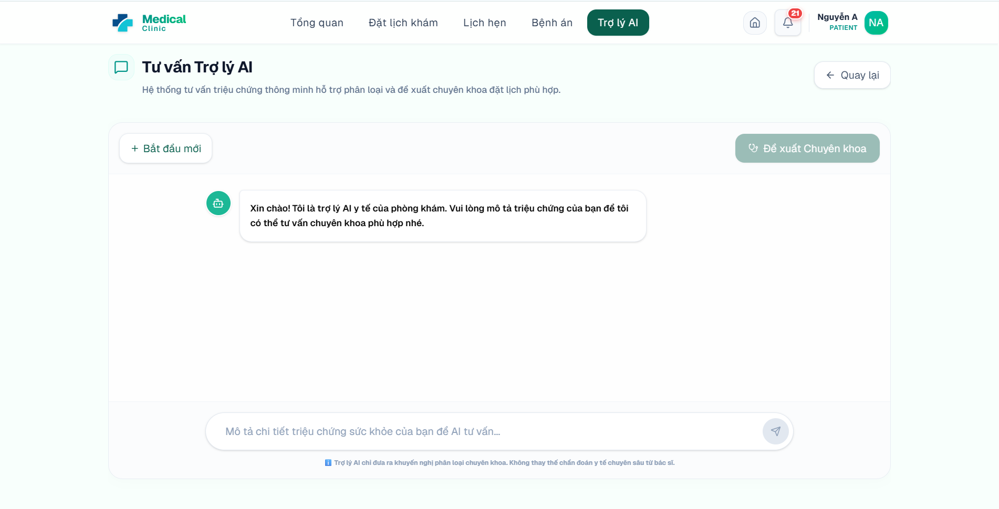 Medical
Clinic
Tổng quan
Đặt lịch khám
Lịch hẹn
Bệnh án
Trợ lý AI
21
Nguyễn A
PATIENT
NA
Tư vấn Trợ lý AI
Hệ thống tư vấn triệu chứng thông minh hỗ trợ phân loại và đề xuất chuyên khoa đặt lịch phù hợp.
Quay lại
+ Bắt đầu mới
Đề xuất Chuyên khoa
Xin chào! Tôi là trợ lý AI y tế của phòng khám. Vui lòng mô tả triệu chứng của bạn để tôi
có thể tư vấn chuyên khoa phù hợp nhé.
Mô tả chi tiết triệu chứng sức khỏe của bạn để AI tư vấn...
ℹ️ Trợ lý AI chỉ đưa ra khuyến nghị phân loại chuyên khoa. Không thay thế chẩn đoán y tế chuyên sâu từ bác sĩ.